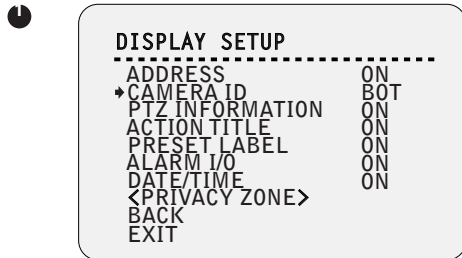 DISPLAY SETUP
ADDRESS ON
CAMERA ID BOT
PTZ INFORMATION ON
ACTION TITLE ON
PRESET LABEL ON
ALARM I/O ON
DATE/TIME ON
<PRIVACY ZONE>
BACK
EXIT